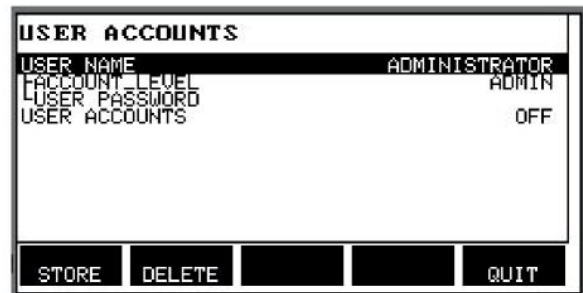 USER ACCOUNTS
USER NAME ADMINISTRATOR
ACCOUNT LEVEL ADMIN
USER PASSWORD
USER ACCOUNTS OFF
STORE DELETE QUIT